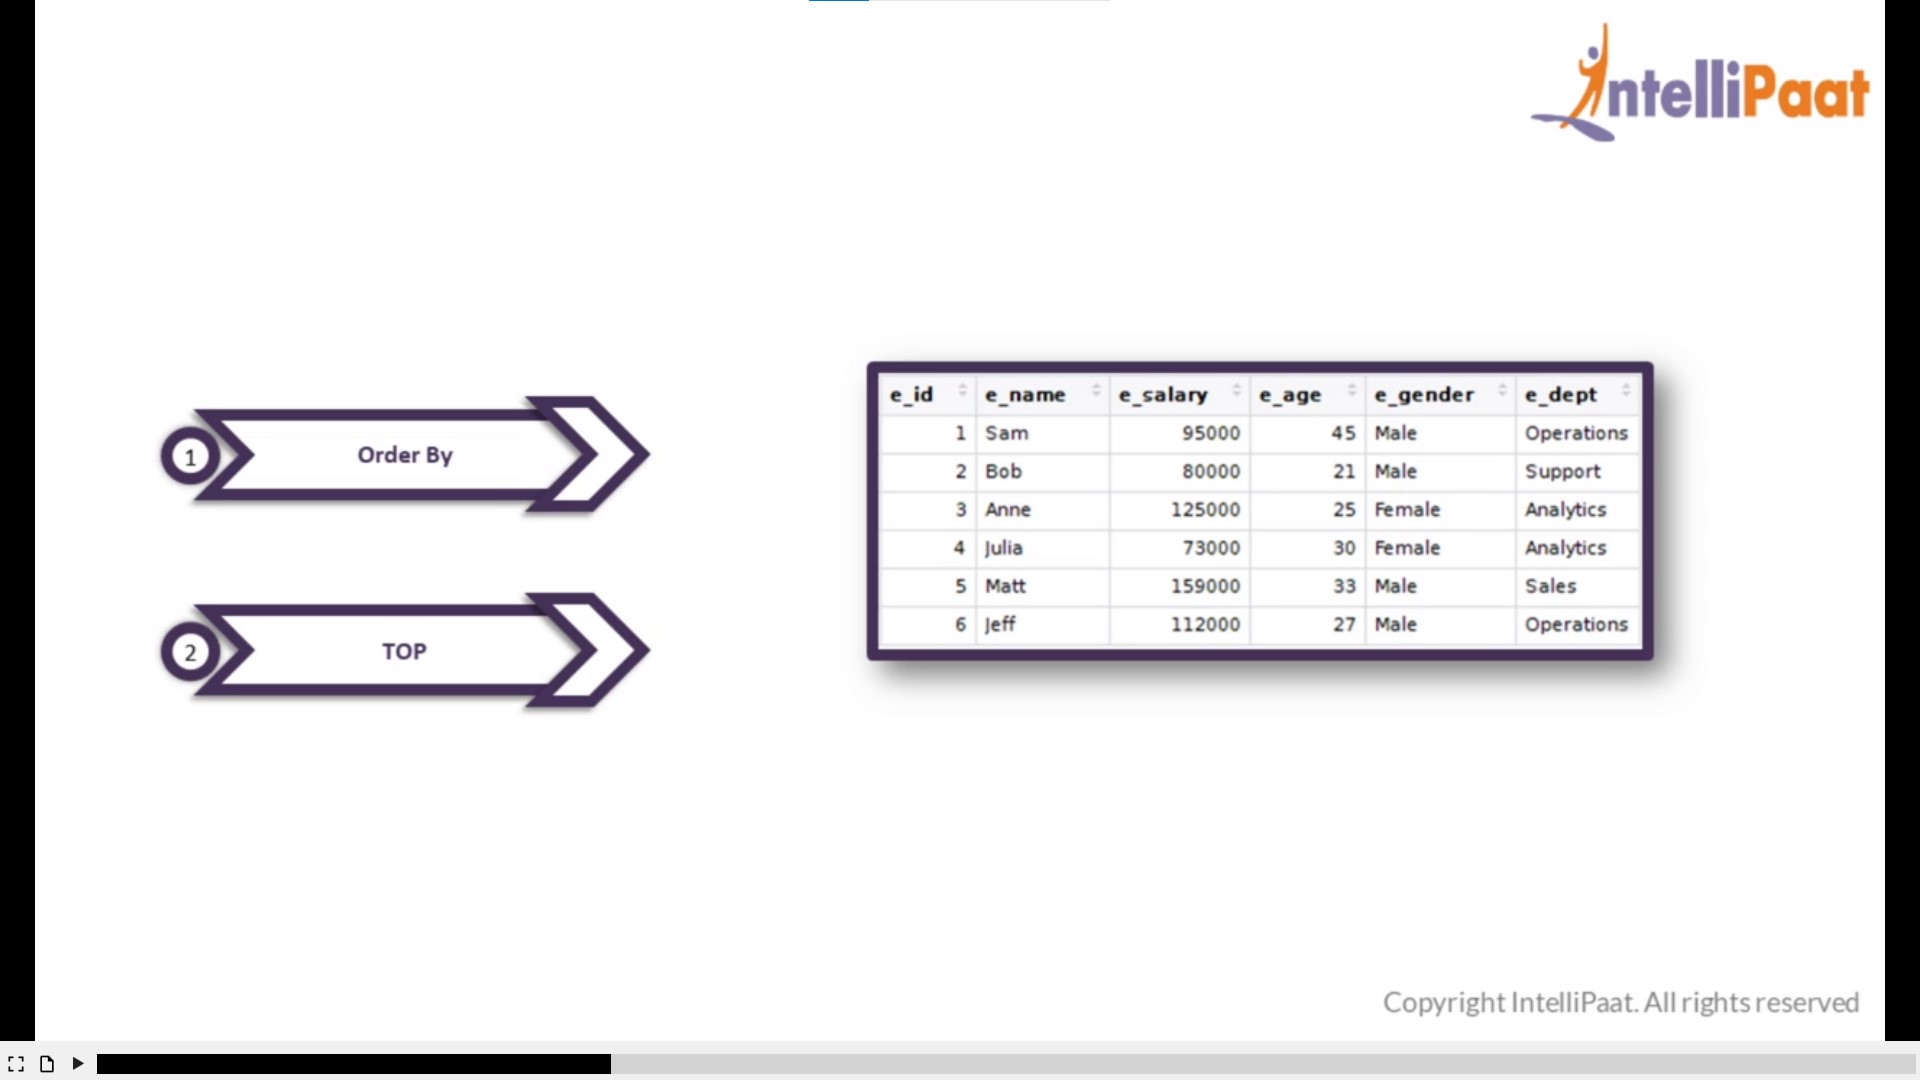 IntelliPaat
1
Order By
2
TOP
e_id e_name e_salary e_age e_gender e_dept
1 Sam 95000 45 Male Operations
2 Bob 80000 21 Male Support
3 Anne 125000 25 Female Analytics
4 Julia 73000 30 Female Analytics
5 Matt 159000 33 Male Sales
6 Jeff 112000 27 Male Operations
Copyright IntelliPaat. All rights reserved